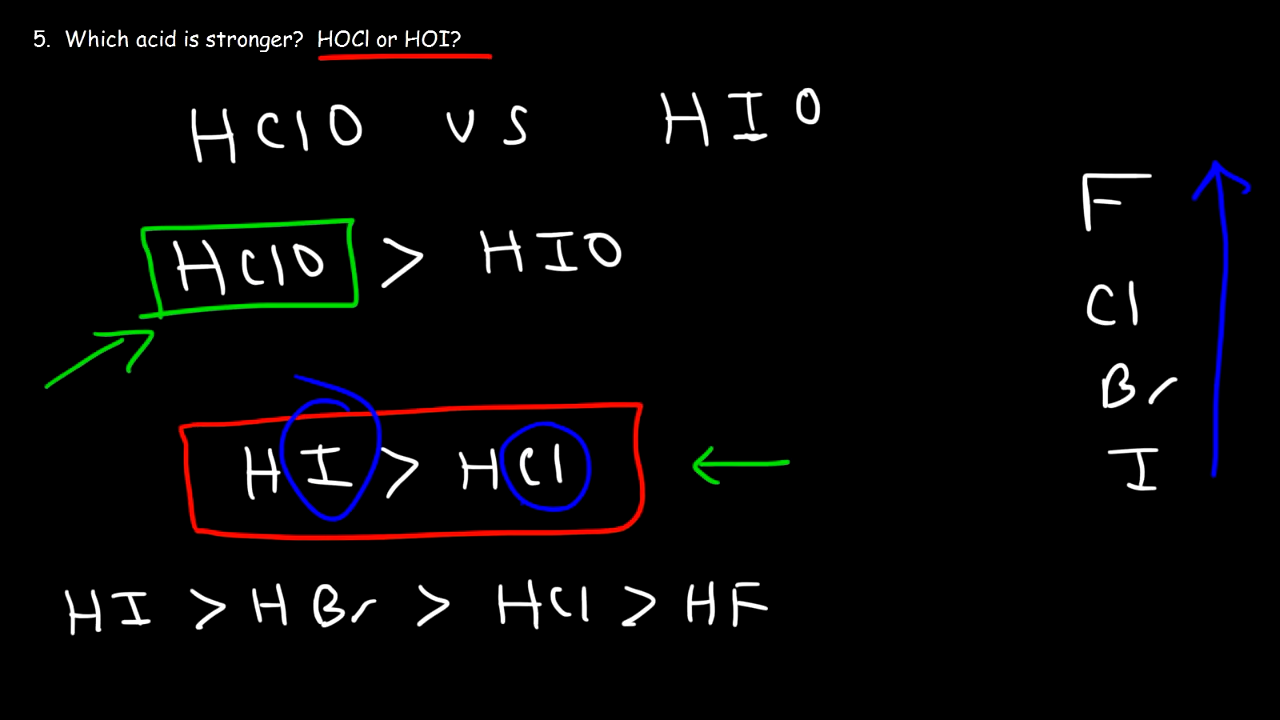 5. Which acid is stronger? HOCl or HOI?
HClO vs HIO
HClO > HIO
HI > HCl
HI > HBr > HCl > HF
F
Cl
Br
I